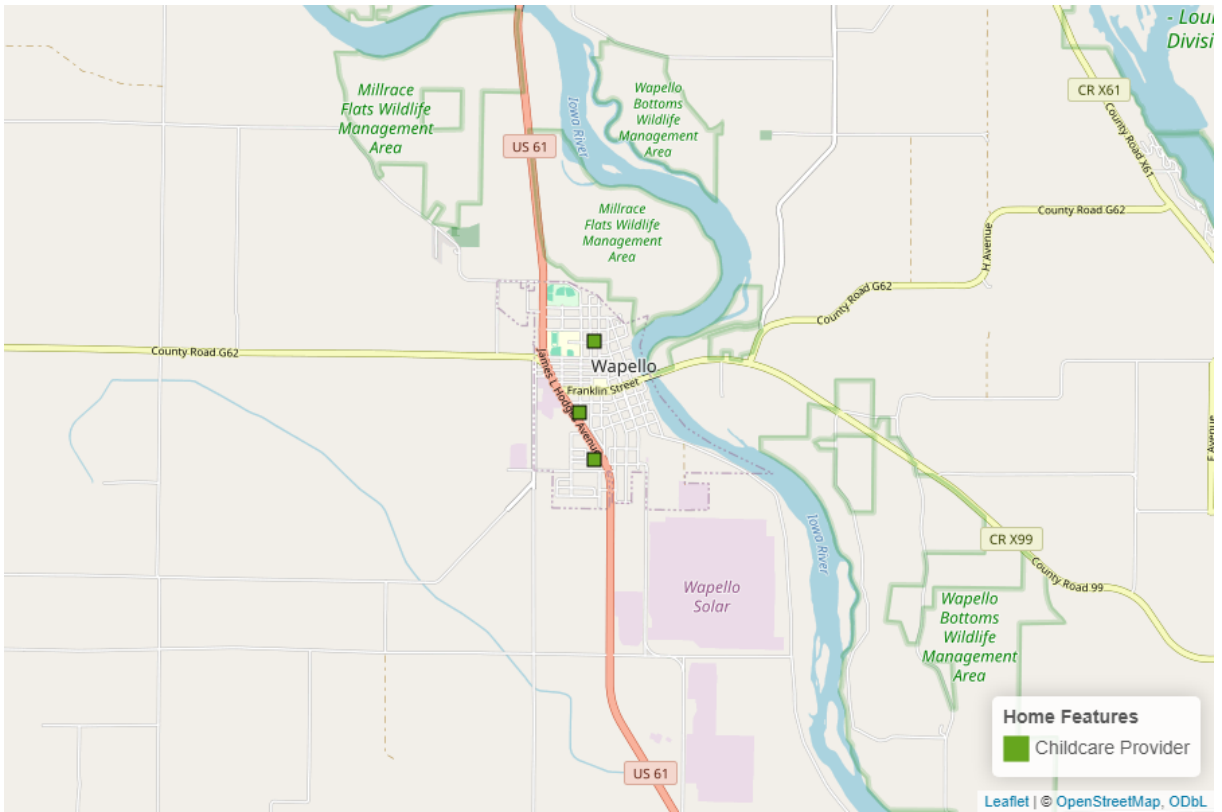 - Loui
Divisi
CR X61
County Road X61
Millrace
Flats Wildlife
Management
Area
Wapello
Bottoms
Wildlife
Management
Area
US 61
Iowa River
Millrace
Flats Wildlife
Management
Area
County Road G62
H Avenue
County Road G62
County Road G62
James L Hodges Avenue
Wapello
Franklin Street
F Avenue
Iowa River
CR X99
County Road 99
Wapello
Solar
Wapello
Bottoms
Wildlife
Management
Area
US 61
Home Features
Childcare Provider
Leaflet | © OpenStreetMap, ODbL